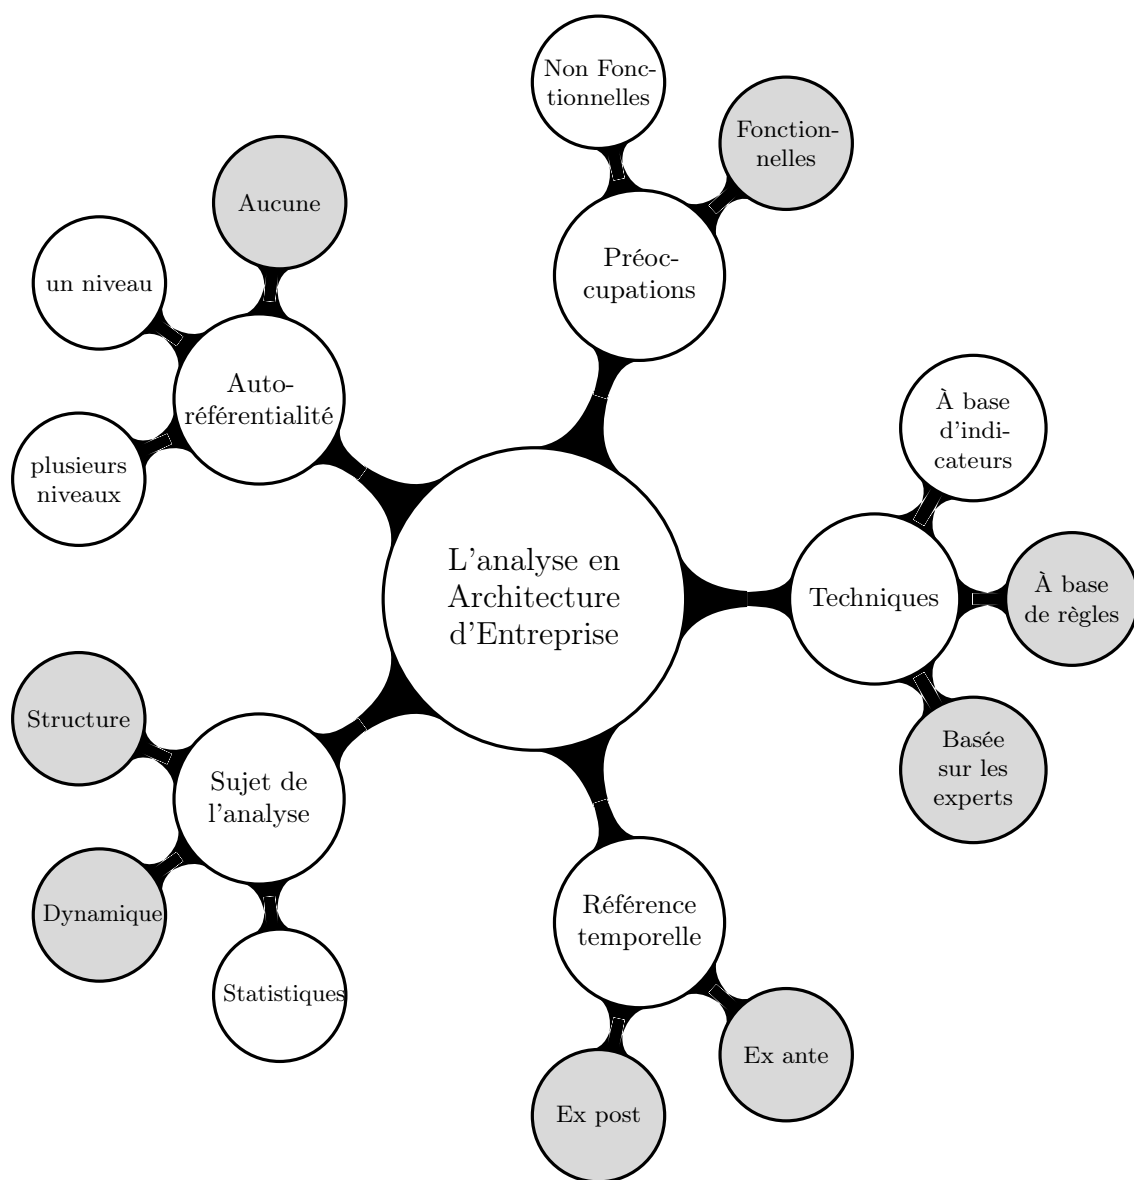 Non Fonc-
tionnelles
Fonction-
nelles
Aucune
un niveau
Préoc-
cupations
Auto-
référentialité
plusieurs
niveaux
À base
d'indi-
cateurs
L'analyse en
Architecture
d'Entreprise
Techniques
À base
de règles
Structure
Basée
sur les
experts
Sujet de
l'analyse
Dynamique
Statistiques
Référence
temporelle
Ex ante
Ex post